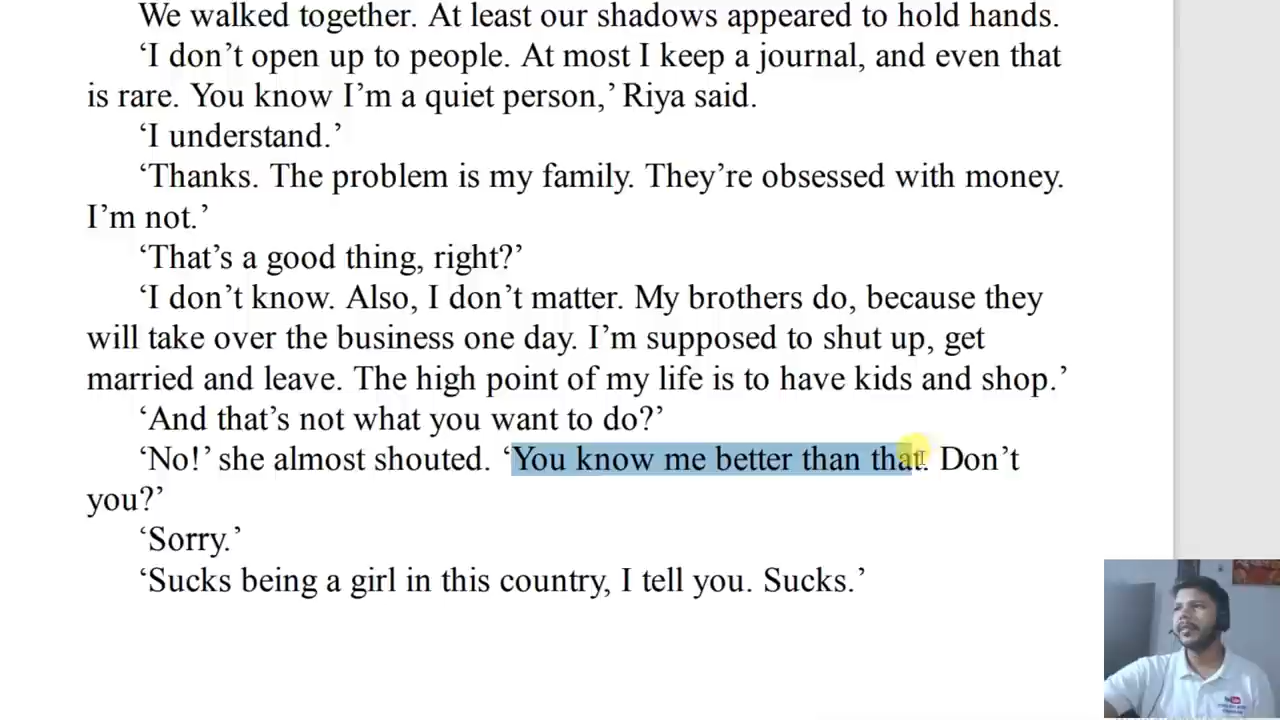 We walked together. At least our shadows appeared to hold hands.
‘I don’t open up to people. At most I keep a journal, and even that
is rare. You know I’m a quiet person,’ Riya said.
‘I understand.’
‘Thanks. The problem is my family. They’re obsessed with money.
I’m not.’
‘That’s a good thing, right?’
‘I don’t know. Also, I don’t matter. My brothers do, because they
will take over the business one day. I’m supposed to shut up, get
married and leave. The high point of my life is to have kids and shop.’
‘And that’s not what you want to do?’
‘No!’ she almost shouted. ‘You know me better than that. Don’t
you?’
‘Sorry.’
‘Sucks being a girl in this country, I tell you. Sucks.’